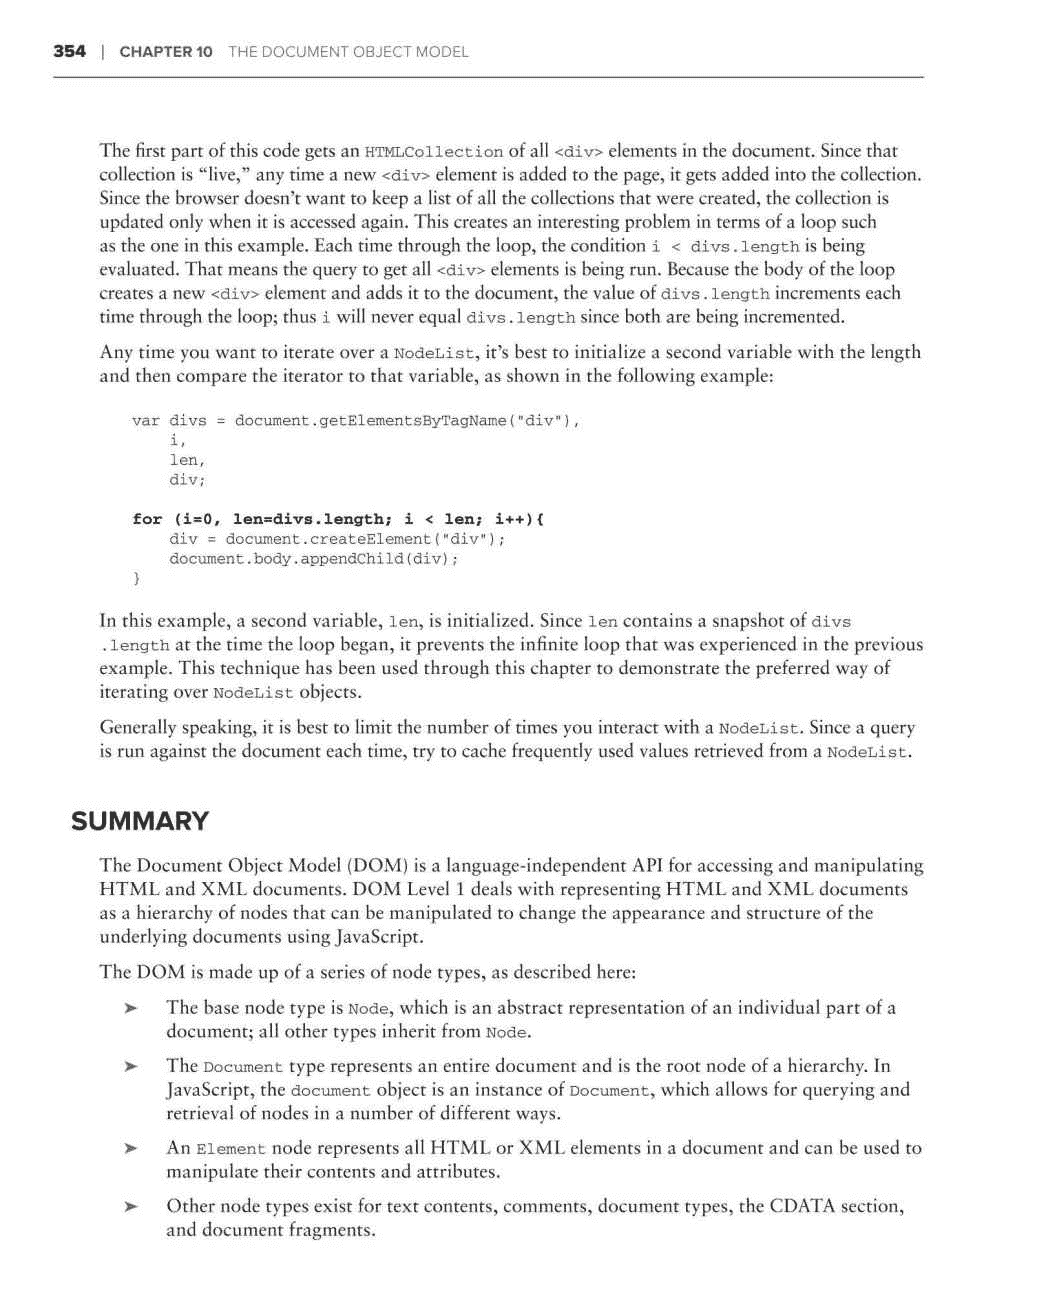 354 | CHAPTER 10 THE DOCUMENT OBJECT MODEL
The first part of this code gets an HTMLCollection of all <div> elements in the document. Since that
collection is “live,” any time a new <div> element is added to the page, it gets added into the collection.
Since the browser doesn’t want to keep a list of all the collections that were created, the collection is
updated only when it is accessed again. This creates an interesting problem in terms of a loop such
as the one in this example. Each time through the loop, the condition i < divs.length is being
evaluated. That means the query to get all <div> elements is being run. Because the body of the loop
creates a new <div> element and adds it to the document, the value of divs.length increments each
time through the loop; thus i will never equal divs.length since both are being incremented.
Any time you want to iterate over a NodeList, it’s best to initialize a second variable with the length
and then compare the iterator to that variable, as shown in the following example:
var divs = document.getElementsByTagName("div"),
i,
len,
div;
for (i=0, len=divs.length; i < len; i++){
div = document.createElement("div");
document.body.appendChild(div);
}
In this example, a second variable, len, is initialized. Since len contains a snapshot of divs
.length at the time the loop began, it prevents the infinite loop that was experienced in the previous
example. This technique has been used through this chapter to demonstrate the preferred way of
iterating over NodeList objects.
Generally speaking, it is best to limit the number of times you interact with a NodeList. Since a query
is run against the document each time, try to cache frequently used values retrieved from a NodeList.
SUMMARY
The Document Object Model (DOM) is a language-independent API for accessing and manipulating
HTML and XML documents. DOM Level 1 deals with representing HTML and XML documents
as a hierarchy of nodes that can be manipulated to change the appearance and structure of the
underlying documents using JavaScript.
The DOM is made up of a series of node types, as described here:
➤ The base node type is Node, which is an abstract representation of an individual part of a
document; all other types inherit from Node.
➤ The Document type represents an entire document and is the root node of a hierarchy. In
JavaScript, the document object is an instance of Document, which allows for querying and
retrieval of nodes in a number of different ways.
➤ An Element node represents all HTML or XML elements in a document and can be used to
manipulate their contents and attributes.
➤ Other node types exist for text contents, comments, document types, the CDATA section,
and document fragments.